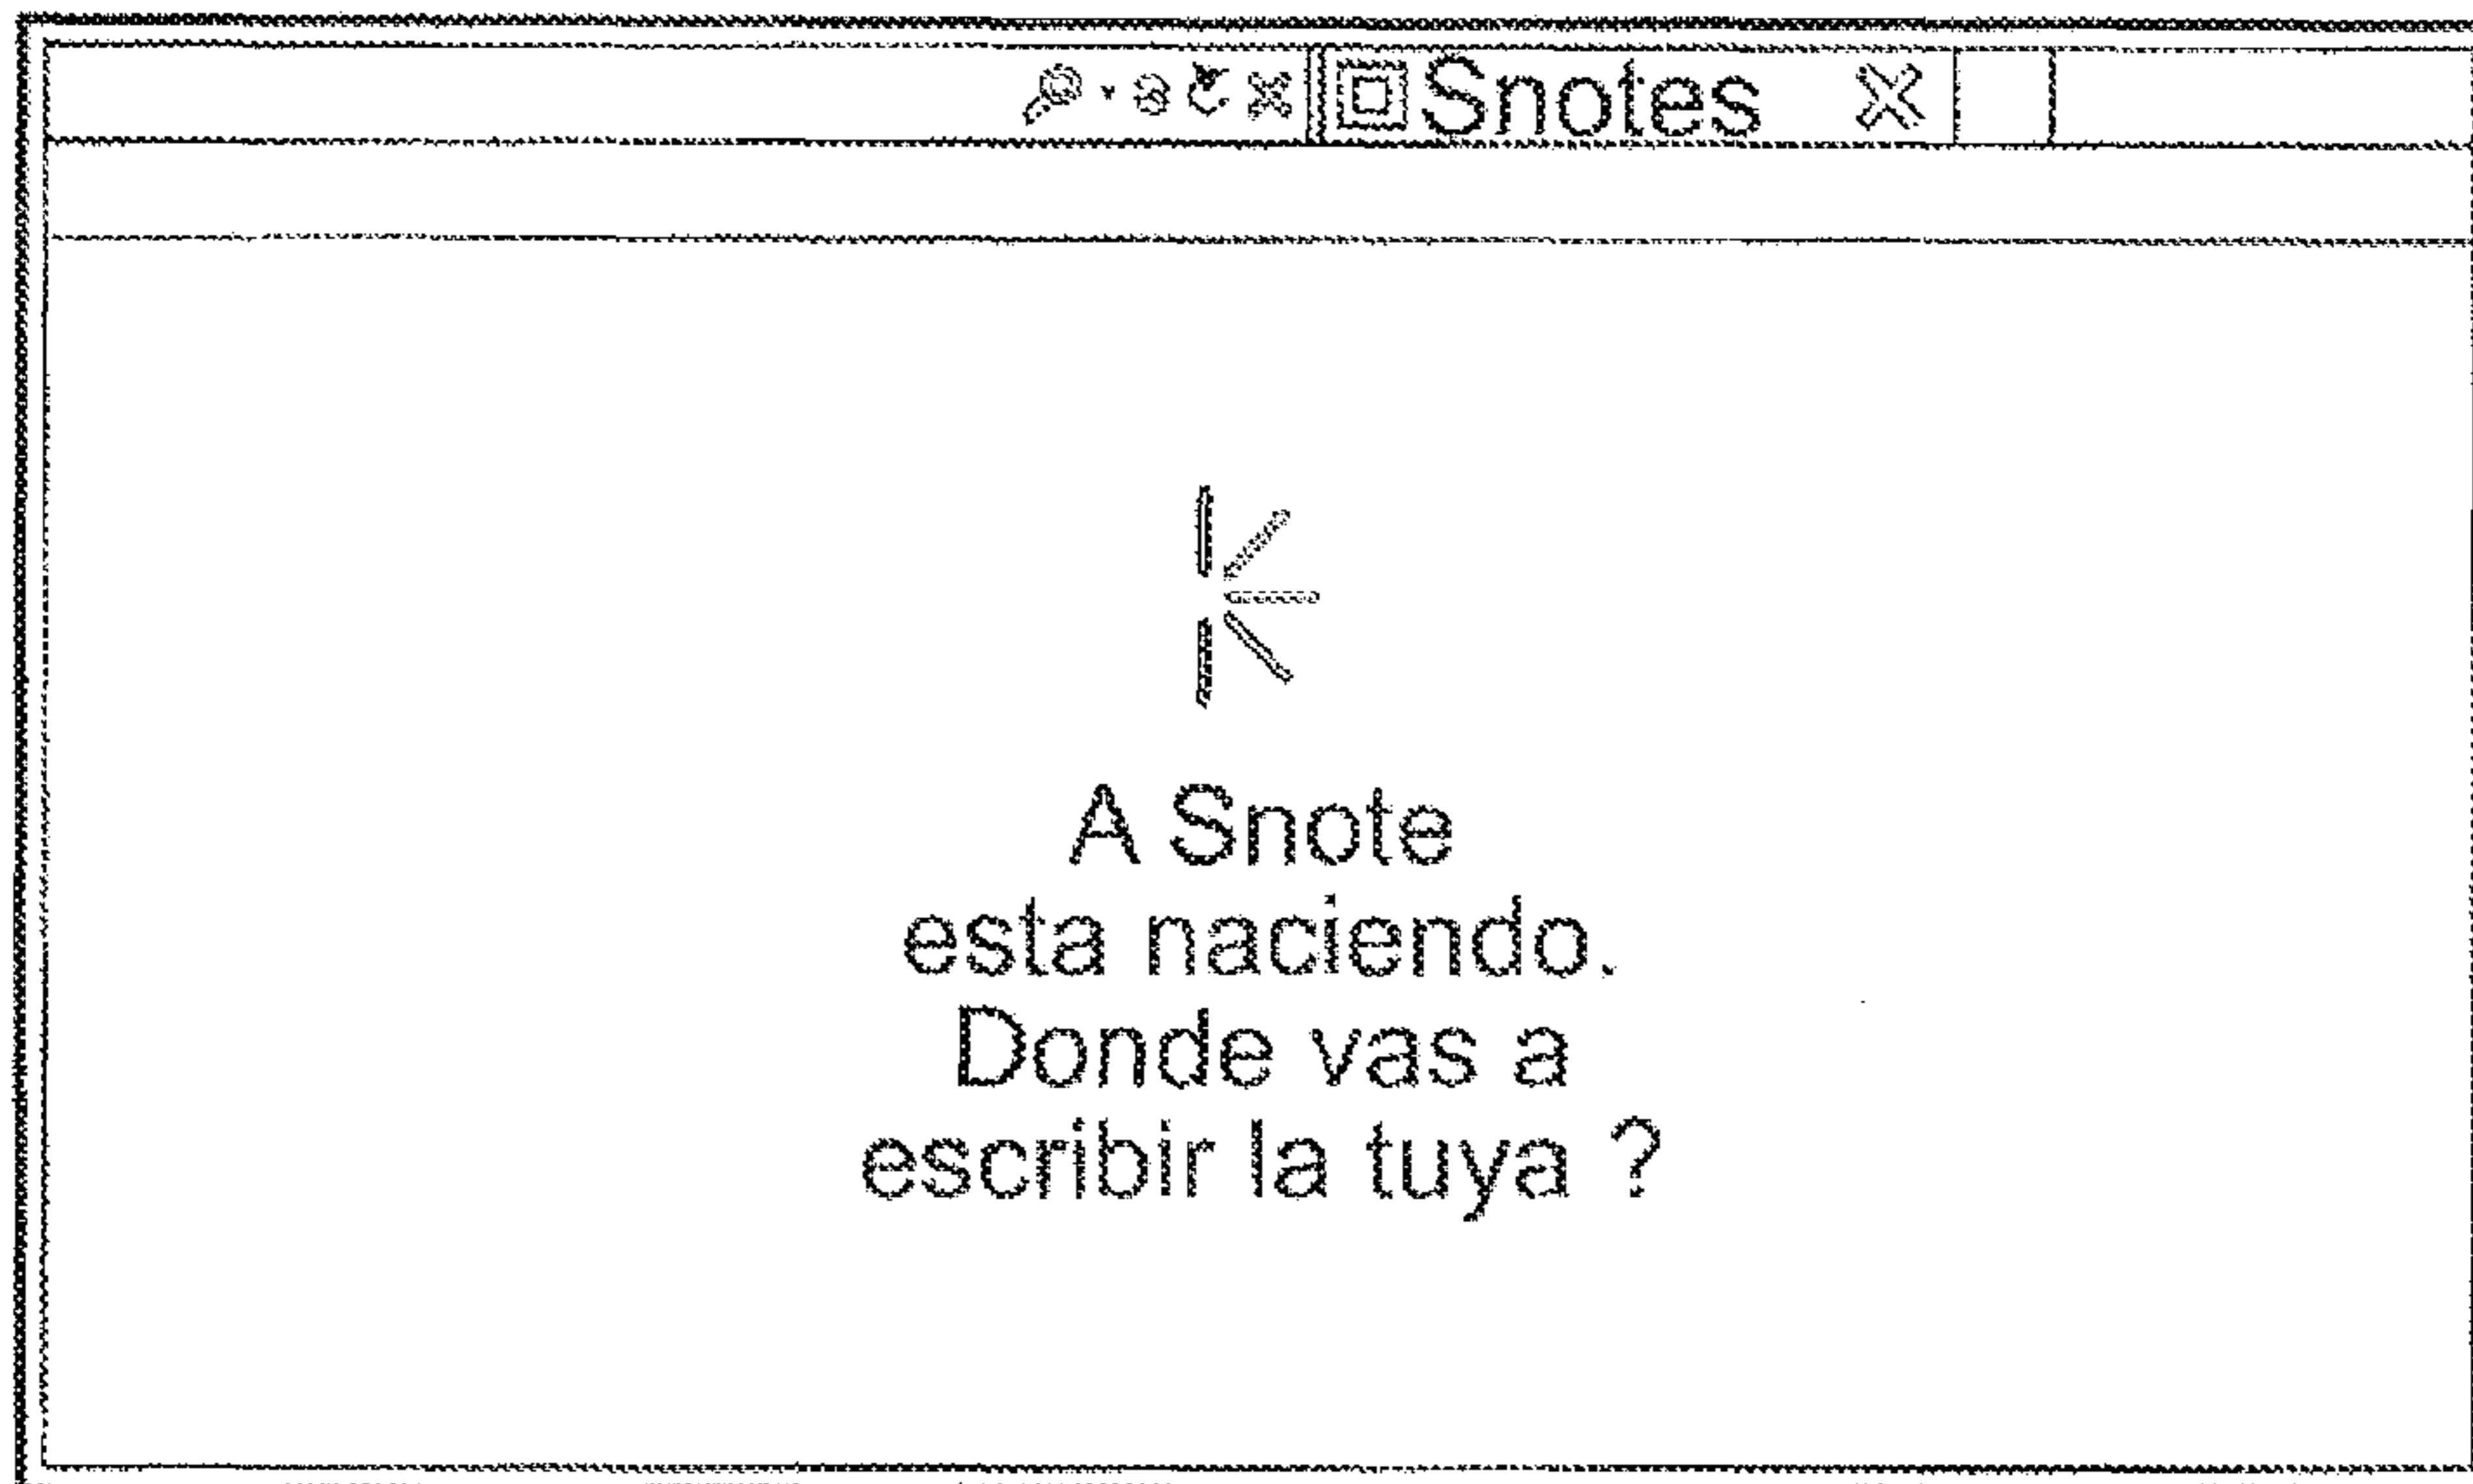 Snotes
A Snote
esta naciendo.
Donde vas a
escribir la tuya ?